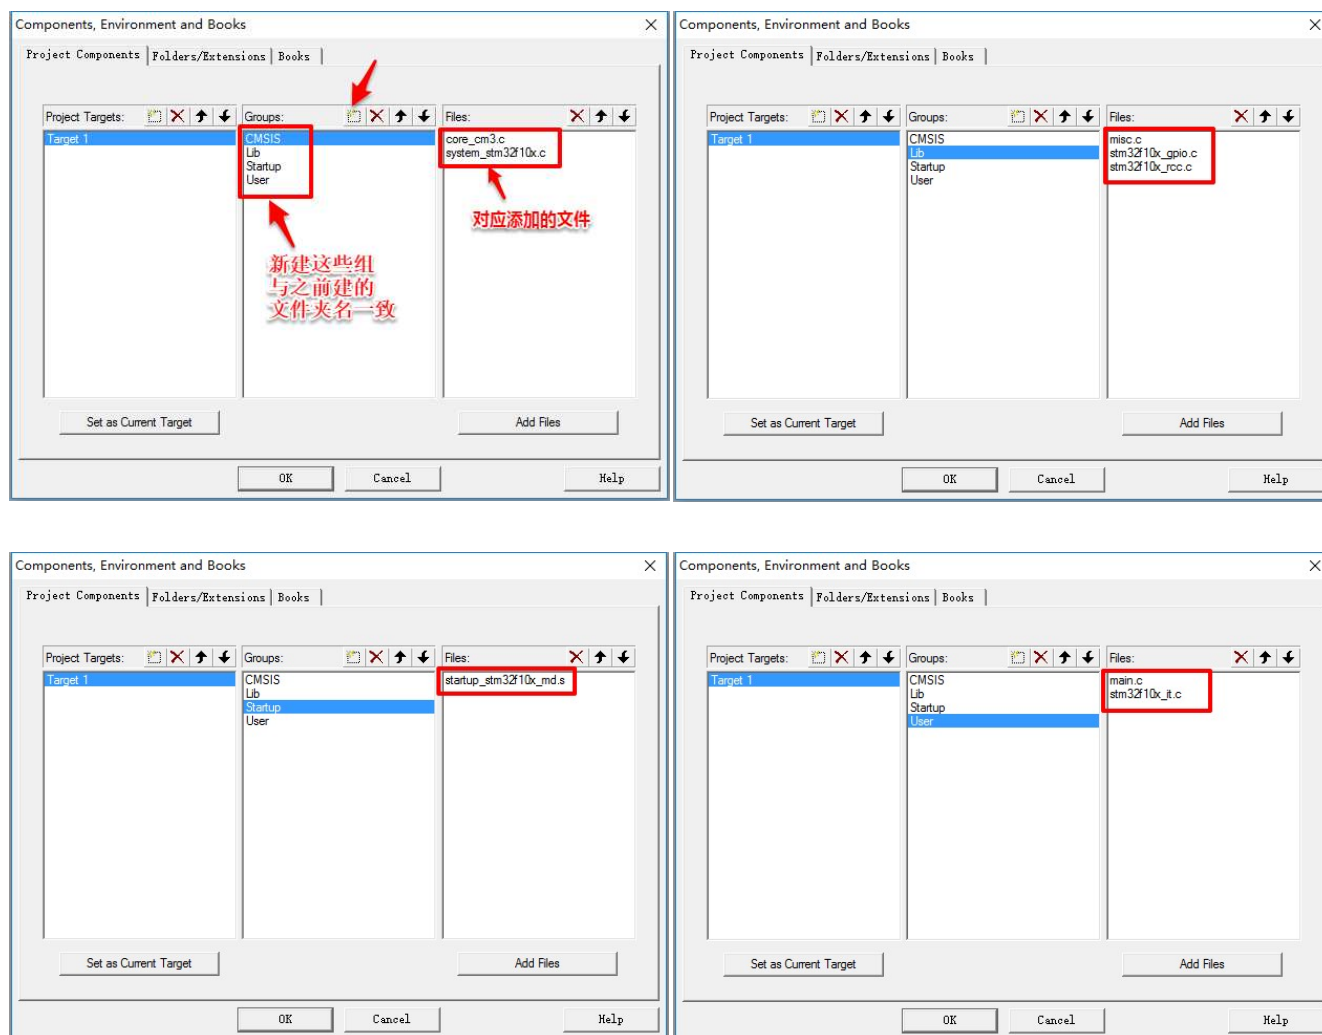 Components, Environment and Books
Project Components Folders/Extensions Books
Project Targets: Groups: Files:
Target 1
CMSIS
Lib
Startup
User
core_cm3.c
system_stm32f10x.c
对应添加的文件
新建这些组
与之前建的
文件夹名一致
Set as Current Target Add Files
OK Cancel Help
Components, Environment and Books
Project Components Folders/Extensions Books
Project Targets: Groups: Files:
Target 1
CMSIS
Lib
Startup
User
misc.c
stm32f10x_gpio.c
stm32f10x_rcc.c
Set as Current Target Add Files
OK Cancel Help
Components, Environment and Books
Project Components Folders/Extensions Books
Project Targets: Groups: Files:
Target 1
CMSIS
Lib
Startup
User
startup_stm32f10x_md.s
Set as Current Target Add Files
OK Cancel Help
Components, Environment and Books
Project Components Folders/Extensions Books
Project Targets: Groups: Files:
Target 1
CMSIS
Lib
Startup
User
main.c
stm32f10x_it.c
Set as Current Target Add Files
OK Cancel Help